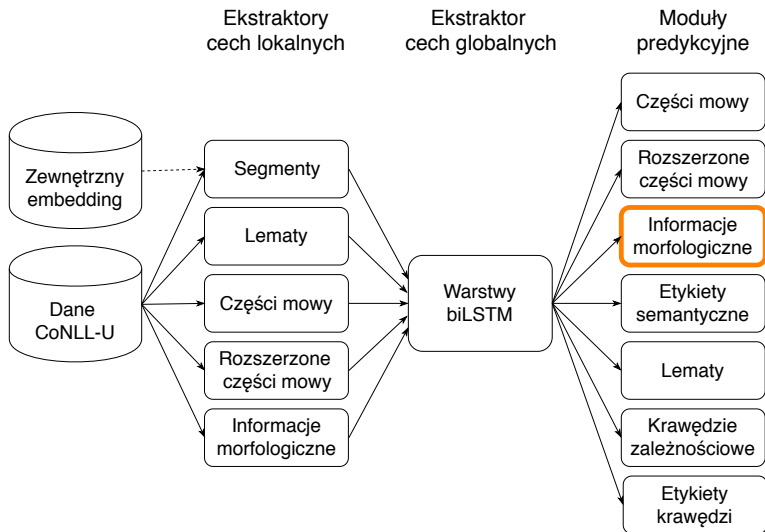 Ekstraktory
cech lokalnych
Ekstraktor
cech globalnych
Moduły
predykcyjne
Zewnętrzny
embedding
Dane
CoNLL-U
Segmenty
Lematy
Części mowy
Rozszerzone
części mowy
Informacje
morfologiczne
Warstwy
biLSTM
Części mowy
Rozszerzone
części mowy
Informacje
morfologiczne
Etykiety
semantyczne
Lematy
Krawędzie
zależnościowe
Etykiety
krawędzi